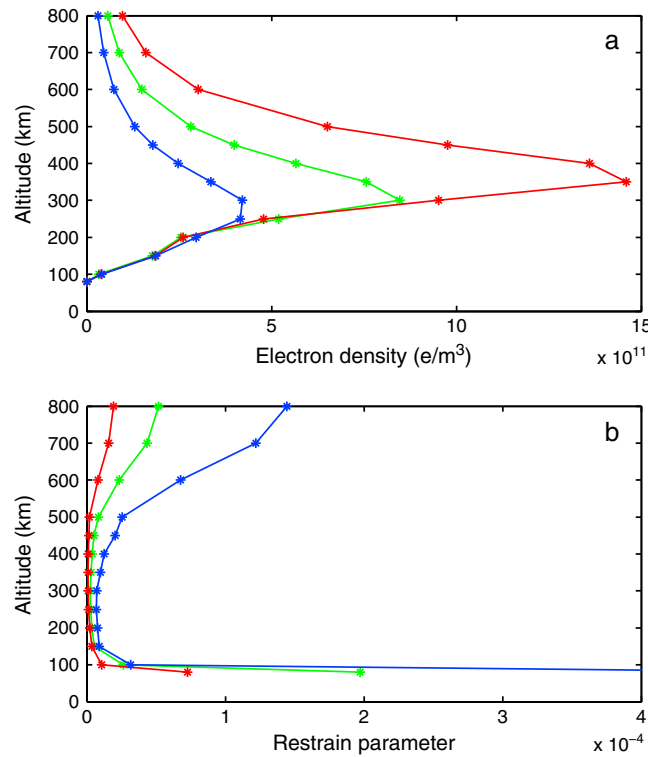 a
800
700
600
500
400
300
200
100
0
Altitude (km)
0 5 10 15
Electron density (e/m³)
x 10¹¹
b
800
700
600
500
400
300
200
100
0
Altitude (km)
0 1 2 3 4
Restrain parameter
x 10⁻⁴